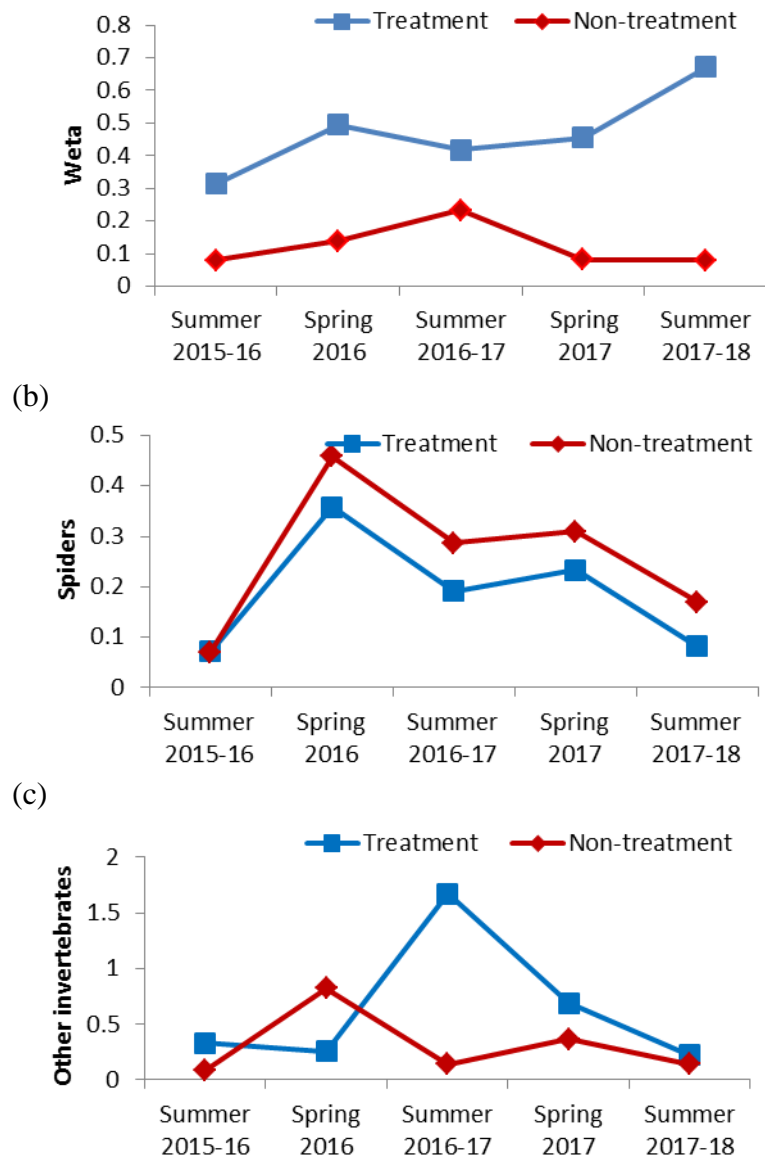 Treatment Non-treatment
Weta
0.8
0.7
0.6
0.5
0.4
0.3
0.2
0.1
0
Summer Spring Summer Spring Summer
2015-16 2016 2016-17 2017 2017-18
(b)
Treatment Non-treatment
Spiders
0.5
0.4
0.3
0.2
0.1
0
Summer Spring Summer Spring Summer
2015-16 2016 2016-17 2017 2017-18
(c)
Treatment Non-treatment
Other invertebrates
2
1.5
1
0.5
0
Summer Spring Summer Spring Summer
2015-16 2016 2016-17 2017 2017-18